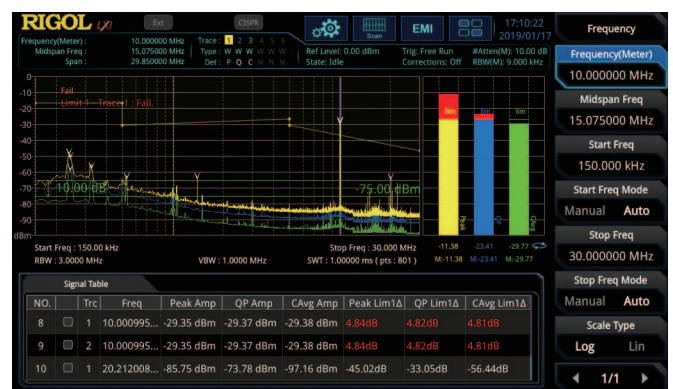 RIGOL LXI Ext CISPR Scan EMI 17:10:22 2019/01/17
Frequency(Meter) : 10.000000 MHz Trace : 1 2 3 4 5 6
Midspan Freq : 15.075000 MHz Type : W W W W W W Ref Level: 0.00 dBm Trig: Free Run #Atten(M): 10.00 dB
Span : 29.850000 MHz Det : P Q C N N N State: Idle Corrections: Off RBW(M): 9.000 kHz
0
-10
-20
-30
-40
-50
-60
-70
-80
-90
dBm
Fail
Limit 1 - Trace 1 : Fail.
10.00 dB
-75.00 dBm
lim lim lim
Peak QP CAvg
Start Freq : 150.00 kHz Stop Freq : 30.000 MHz
-11.38 -23.41 -29.77
RBW : 3.0000 MHz VBW : 1.0000 MHz SWT : 1.00000 ms ( pts : 801 )
M:-11.38 M:-23.41 M:-29.77
Signal Table
NO. Trc Freq Peak Amp QP Amp CAvg Amp Peak Lim1Δ QP Lim1Δ CAvg Lim1Δ
8 1 10.000995... -29.35 dBm -29.37 dBm -29.38 dBm 4.84dB 4.82dB 4.81dB
9 2 10.000995... -29.35 dBm -29.37 dBm -29.38 dBm 4.84dB 4.82dB 4.81dB
10 1 20.212008... -85.75 dBm -73.78 dBm -97.16 dBm -45.02dB -33.05dB -56.44dB
Frequency
Frequency(Meter)
10.000000 MHz
Midspan Freq
15.075000 MHz
Start Freq
150.000 kHz
Start Freq Mode
Manual Auto
Stop Freq
30.000000 MHz
Stop Freq Mode
Manual Auto
Scale Type
Log Lin
1/1